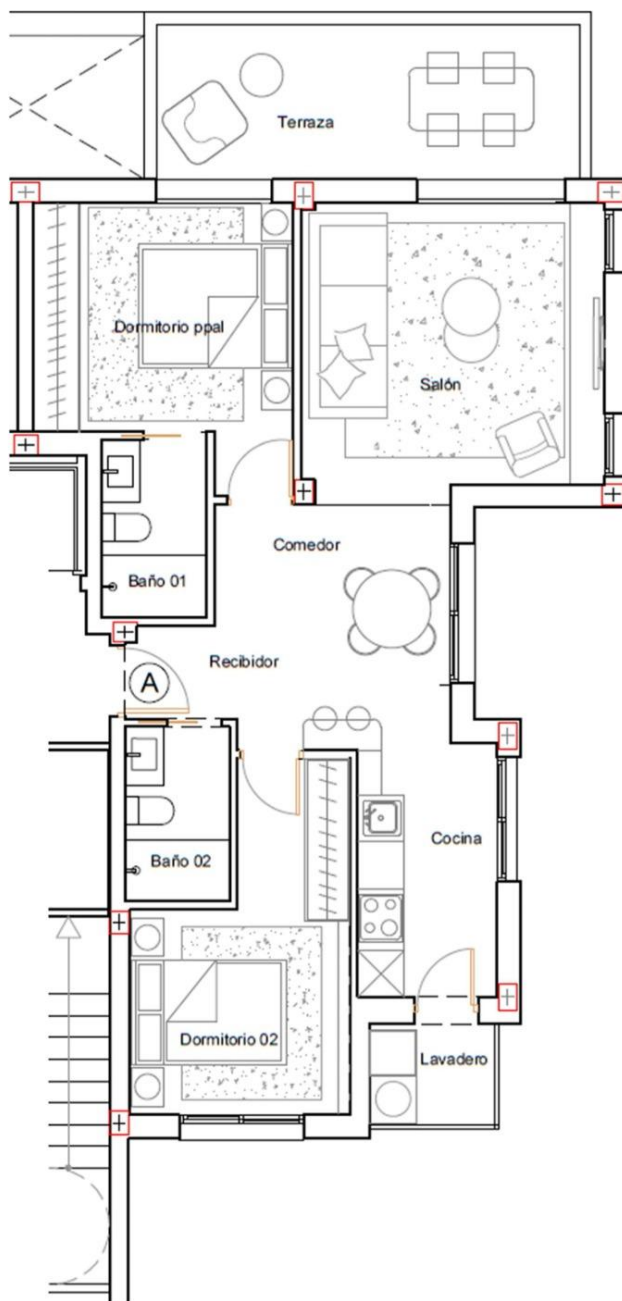 Terraza
Dormitorio ppal
Salón
Comedor
Baño 01
Recibidor
A
Cocina
Baño 02
Dormitorio 02
Lavadero